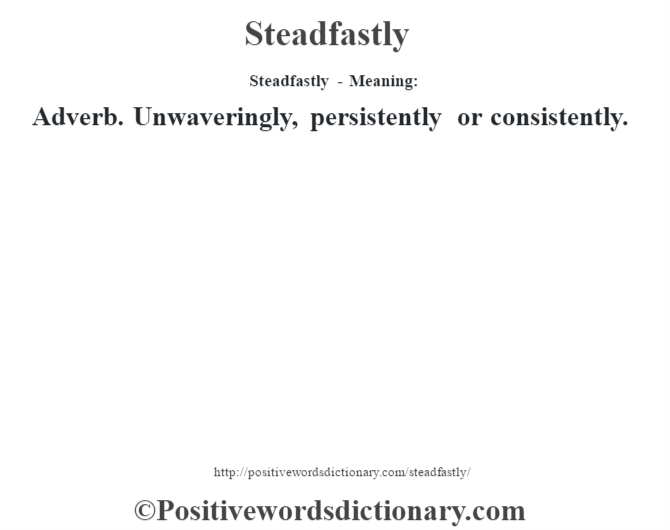 Steadfastly
Steadfastly - Meaning:
Adverb. Unwaveringly, persistently or consistently.
http://positivewordsdictionary.com/steadfastly/
©Positivewordsdictionary.com